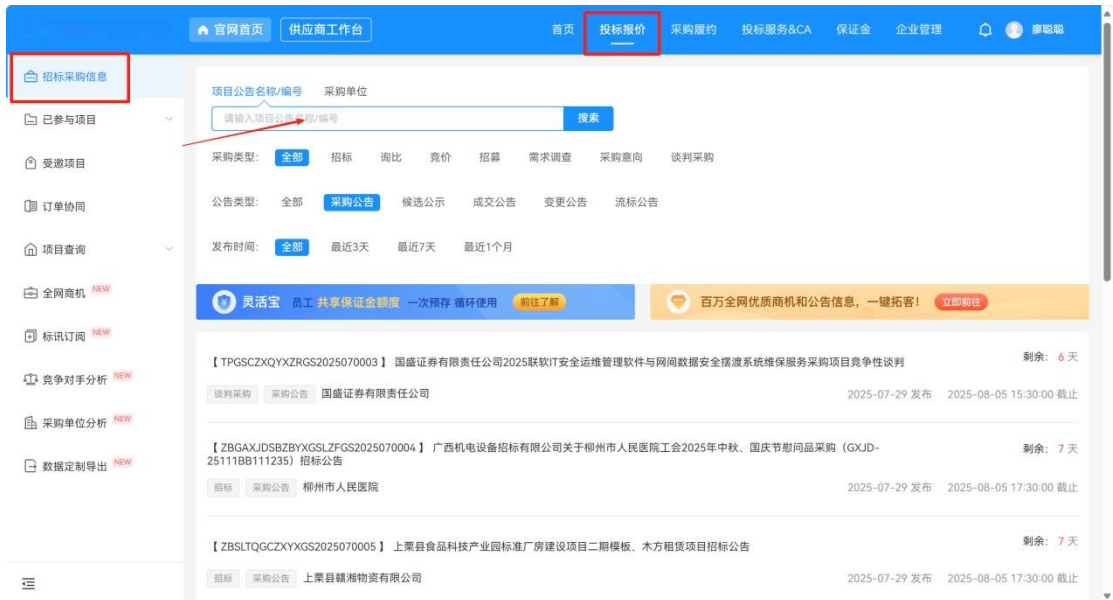 官网首页 供应商工作台 首页 投标报价 采购履约 投标服务&CA 保证金 企业管理 廖聪聪
招标采购信息
已参与项目
受邀项目
订单协同
项目查询
全网商机 NEW
标讯订阅 NEW
竞争对手分析 NEW
采购单位分析 NEW
数据定制导出 NEW
项目公告名称/编号 采购单位
请输入项目公告名称/编号 搜索
采购类型: 全部 招标 询比 竞价 招募 需求调查 采购意向 谈判采购
公告类型: 全部 采购公告 候选公示 成交公告 变更公告 流标公告
发布时间: 全部 最近3天 最近7天 最近1个月
灵活宝 员工 共享保证金额度 一次预存 循环使用 前往了解
百万全网优质商机和公告信息，一键拓客！ 立即前往
【 TPGSCZXQYXZRGS2025070003 】 国盛证券有限责任公司2025联软IT安全运维管理软件与网间数据安全摆渡系统维保服务采购项目竞争性谈判 剩余: 6 天
谈判采购 采购公告 国盛证券有限责任公司 2025-07-29 发布 2025-08-05 15:30:00 截止
【 ZBGAXJDSBZBYXGSLZFGS2025070004 】 广西机电设备招标有限公司关于柳州市人民医院工会2025年中秋、国庆节慰问品采购（GXJD-
25111BB111235）招标公告 剩余: 7 天
招标 采购公告 柳州市人民医院 2025-07-29 发布 2025-08-05 17:30:00 截止
【 ZBSLTQGCZXYXGS2025070005 】 上栗县食品科技产业园标准厂房建设项目二期模板、木方租赁项目招标公告 剩余: 7 天
招标 采购公告 上栗县赣湘物资有限公司 2025-07-29 发布 2025-08-05 17:30:00 截止